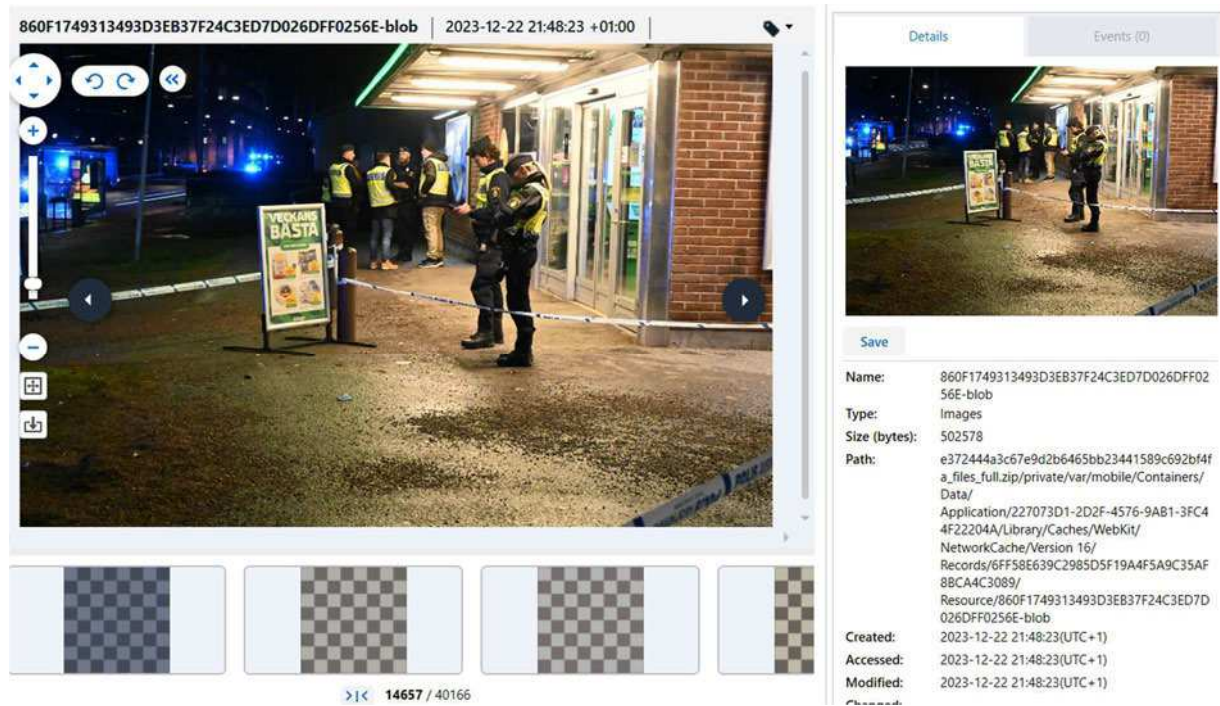 860F1749313493D3EB37F24C3ED7D026DFF0256E-blob
2023-12-22 21:48:23 +01:00
VECKANS
BÄSTA
14657 / 40166
Details
Events (0)
VECKANS
BÄSTA
Save
Name: 860F1749313493D3EB37F24C3ED7D026DFF02
56E-blob
Type: Images
Size (bytes): 502578
Path: e372444a3c67e9d2b6465bb23441589c692bf4f
a_files_full.zip/private/var/mobile/Containers/
Data/
Application/227073D1-2D2F-4576-9AB1-3FC4
4F22204A/Library/Caches/WebKit/
NetworkCache/Version 16/
Records/6FF58E639C2985D5F19A4F5A9C35AF
8BCA4C3089/
Resource/860F1749313493D3EB37F24C3ED7D
026DFF0256E-blob
Created: 2023-12-22 21:48:23(UTC+1)
Accessed: 2023-12-22 21:48:23(UTC+1)
Modified: 2023-12-22 21:48:23(UTC+1)
Changed: